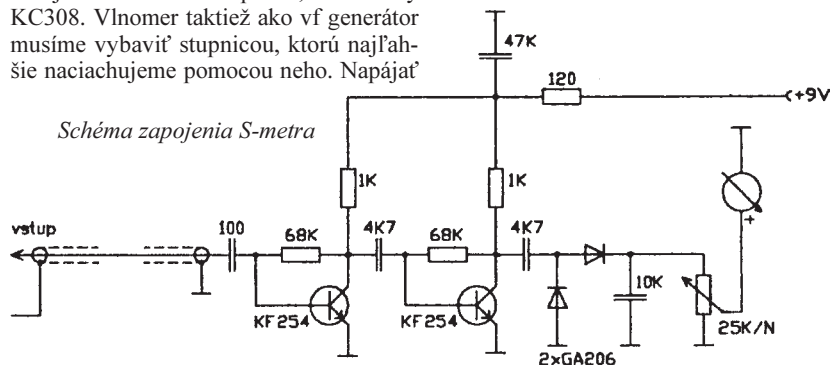 KC308. Vlnomer taktiež ako vf generátor
musíme vybaviť stupnicou, ktorú najľah-
šie naciachujeme pomocou neho. Napájať
Schéma zapojenia S-metra
47K
120
+9V
1K
1K
+
vstup
100
68K
4K7
68K
4K7
10K
KF254
KF254
25K/N
2xGA206